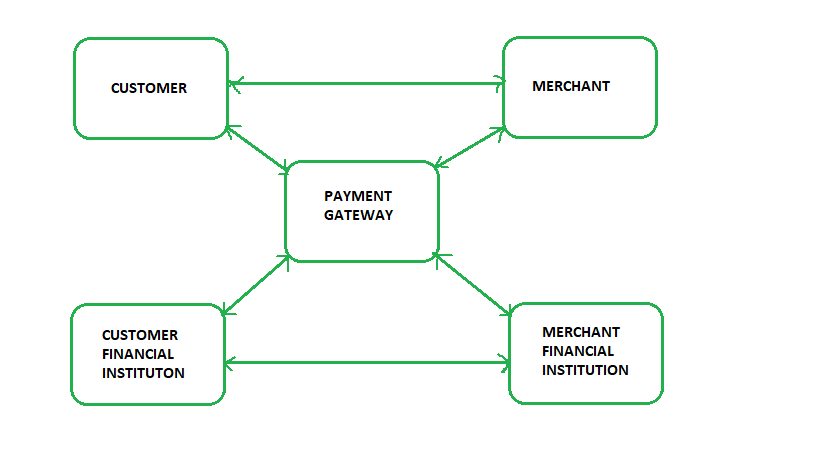 CUSTOMER
MERCHANT
PAYMENT
GATEWAY
CUSTOMER
FINANCIAL
INSTITUTON
MERCHANT
FINANCIAL
INSTITUTION